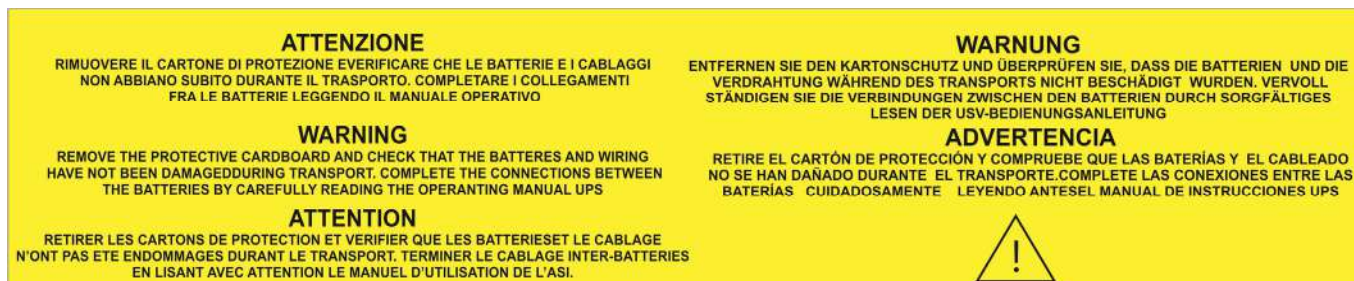 ATTENZIONE
RIMUOVERE IL CARTONE DI PROTEZIONE EVERIFICARE CHE LE BATTERIE E I CABLAGGI
NON ABBIANO SUBITO DURANTE IL TRASPORTO. COMPLETARE I COLLEGAMENTI
FRA LE BATTERIE LEGGENDO IL MANUALE OPERATIVO
WARNING
REMOVE THE PROTECTIVE CARDBOARD AND CHECK THAT THE BATTERES AND WIRING
HAVE NOT BEEN DAMAGEDDURING TRANSPORT. COMPLETE THE CONNECTIONS BETWEEN
THE BATTERIES BY CAREFULLY READING THE OPERANTING MANUAL UPS
ATTENTION
RETIRER LES CARTONS DE PROTECTION ET VERIFIER QUE LES BATTERIESET LE CABLAGE
N'ONT PAS ETE ENDOMMAGES DURANT LE TRANSPORT. TERMINER LE CABLAGE INTER-BATTERIES
EN LISANT AVEC ATTENTION LE MANUEL D'UTILISATION DE L'ASI.
WARNUNG
ENTFERNEN SIE DEN KARTONSCHUTZ UND ÜBERPRÜFEN SIE, DASS DIE BATTERIEN UND DIE
VERDRAHTUNG WÄHREND DES TRANSPORTS NICHT BESCHÄDIGT WURDEN. VERVOLL
STÄNDIGEN SIE DIE VERBINDUNGEN ZWISCHEN DEN BATTERIEN DURCH SORGFÄLTIGES
LESEN DER USV-BEDIENUNGSANLEITUNG
ADVERTENCIA
RETIRE EL CARTÓN DE PROTECCIÓN Y COMPRUEBE QUE LAS BATERÍAS Y EL CABLEADO
NO SE HAN DAÑADO DURANTE EL TRANSPORTE.COMPLETE LAS CONEXIONES ENTRE LAS
BATERÍAS CUIDADOSAMENTE LEYENDO ANTESEL MANUAL DE INSTRUCCIONES UPS
!